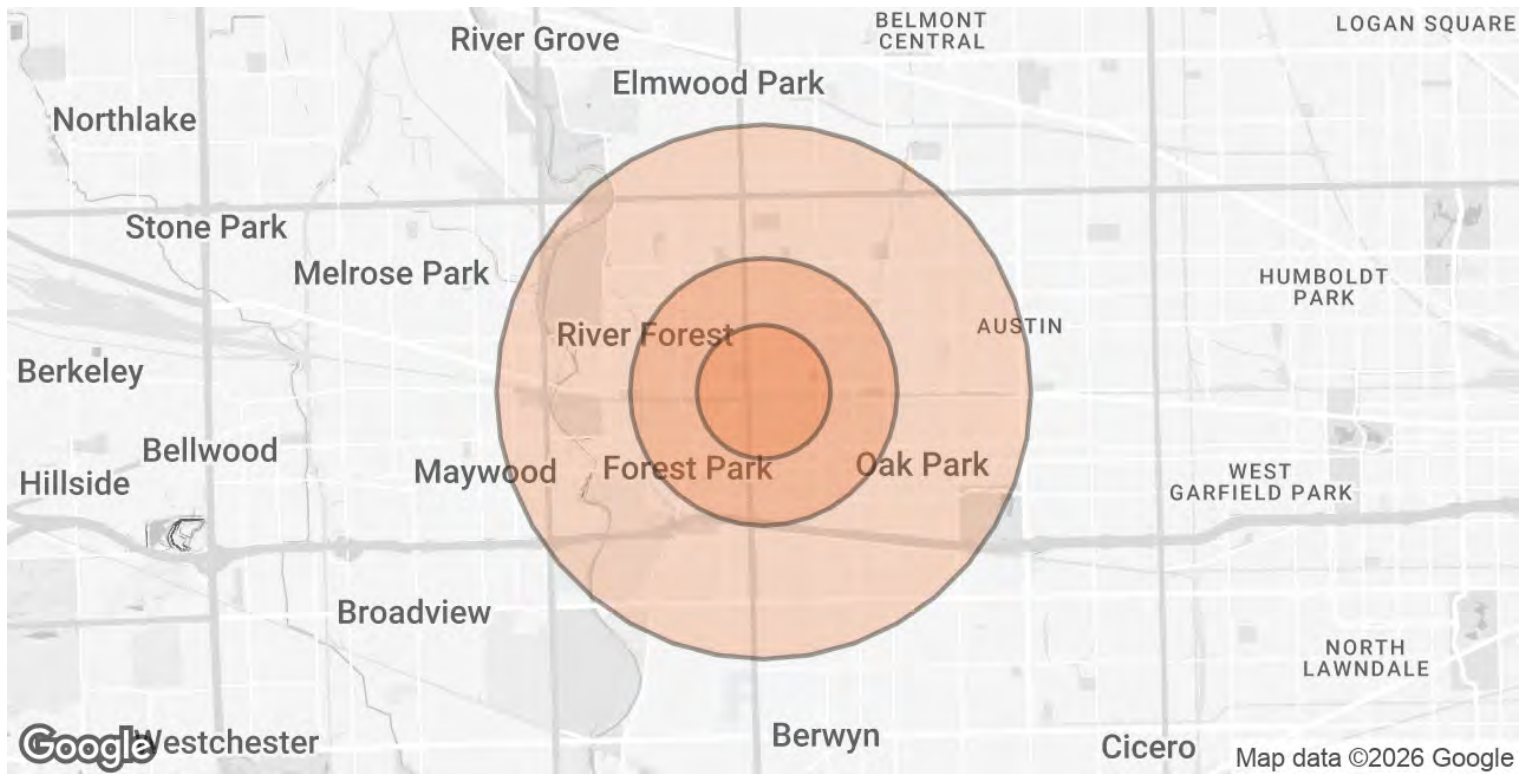 BELMONT
CENTRAL
LOGAN SQUARE
River Grove
Elmwood Park
Northlake
Stone Park
Melrose Park
HUMBOLDT
PARK
AUSTIN
River Forest
Berkeley
Bellwood
Hillside
Maywood
Forest Park
Oak Park
WEST
GARFIELD PARK
Broadview
NORTH
LAWNDALE
Google
Westchester
Berwyn
Cicero
Map data ©2026 Google